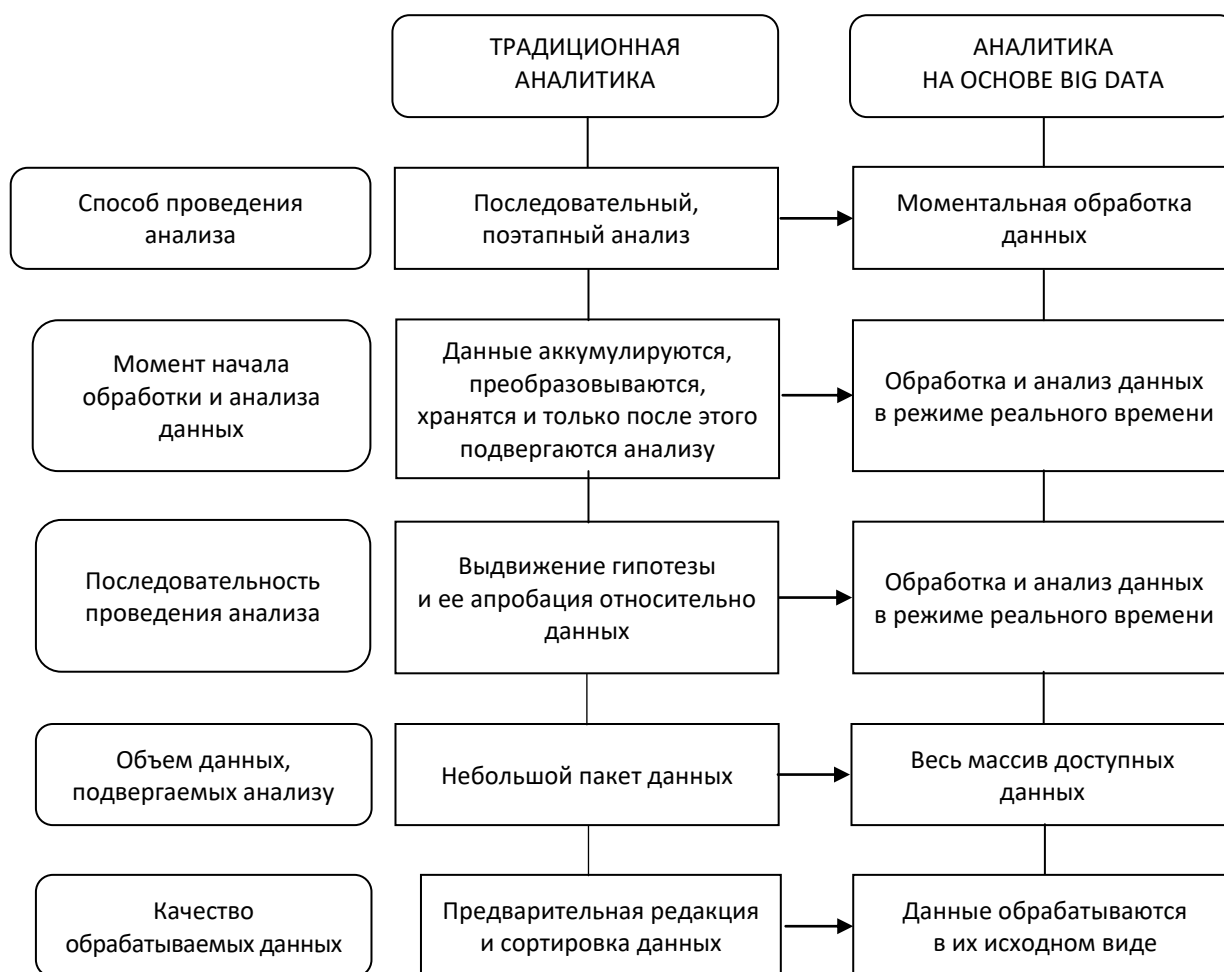 ТРАДИЦИОННАЯ
АНАЛИТИКА
АНАЛИТИКА
НА ОСНОВЕ BIG DATA
Способ проведения
анализа
Последовательный,
поэтапный анализ
Моментальная обработка
данных
Момент начала
обработки и анализа
данных
Данные аккумулируются,
преобразовываются,
хранятся и только после этого
подвергаются анализу
Обработка и анализ данных
в режиме реального времени
Последовательность
проведения анализа
Выдвижение гипотезы
и ее апробация относительно
данных
Обработка и анализ данных
в режиме реального времени
Объем данных,
подвергаемых анализу
Небольшой пакет данных
Весь массив доступных
данных
Качество
обрабатываемых данных
Предварительная редакция
и сортировка данных
Данные обрабатываются
в их исходном виде